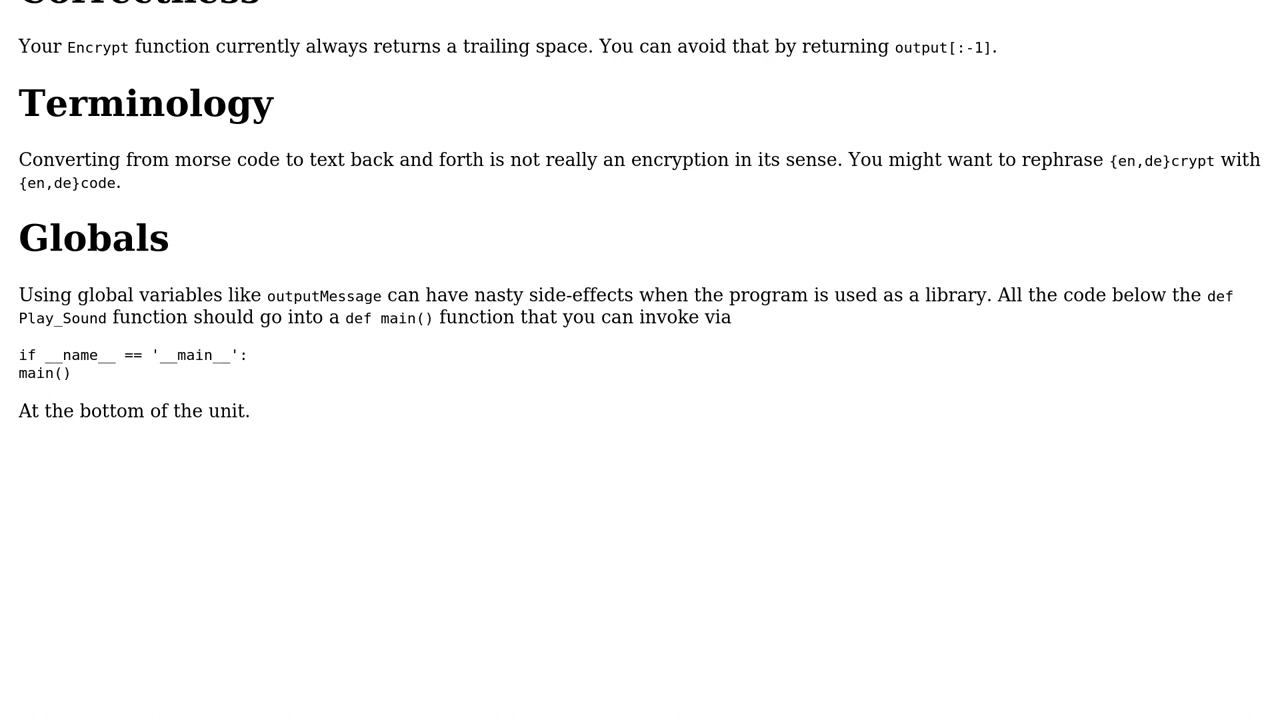 Correctness
Your Encrypt function currently always returns a trailing space. You can avoid that by returning output[:-1].
Terminology
Converting from morse code to text back and forth is not really an encryption in its sense. You might want to rephrase {en,de}crypt with
{en,de}code.
Globals
Using global variables like outputMessage can have nasty side-effects when the program is used as a library. All the code below the def
Play_Sound function should go into a def main() function that you can invoke via
if __name__ == '__main__':
main()
At the bottom of the unit.